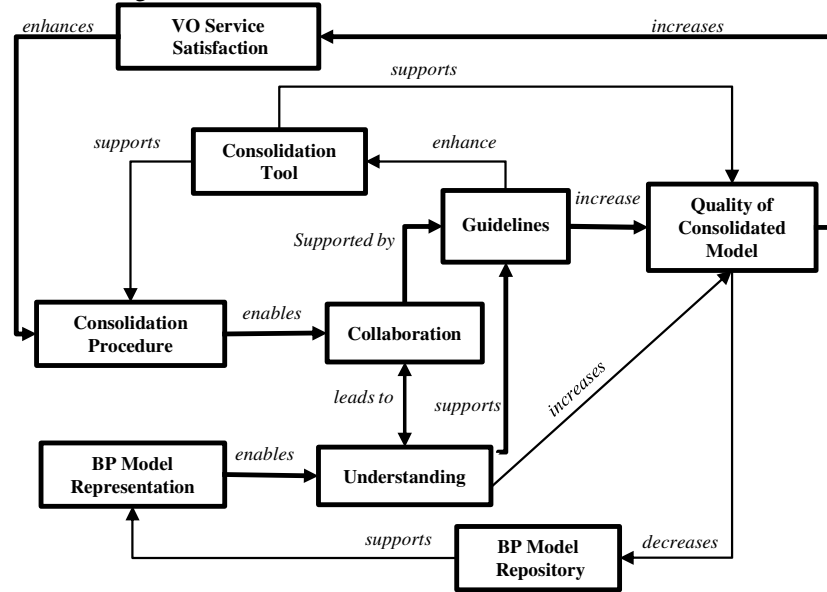 enhances
VO Service
Satisfaction
increases
supports
supports
Consolidation
Tool
enhance
Guidelines
increase
Quality of
Consolidated
Model
Supported by
Consolidation
Procedure
enables
Collaboration
leads to
supports
increases
BP Model
Representation
enables
Understanding
supports
BP Model
Repository
decreases